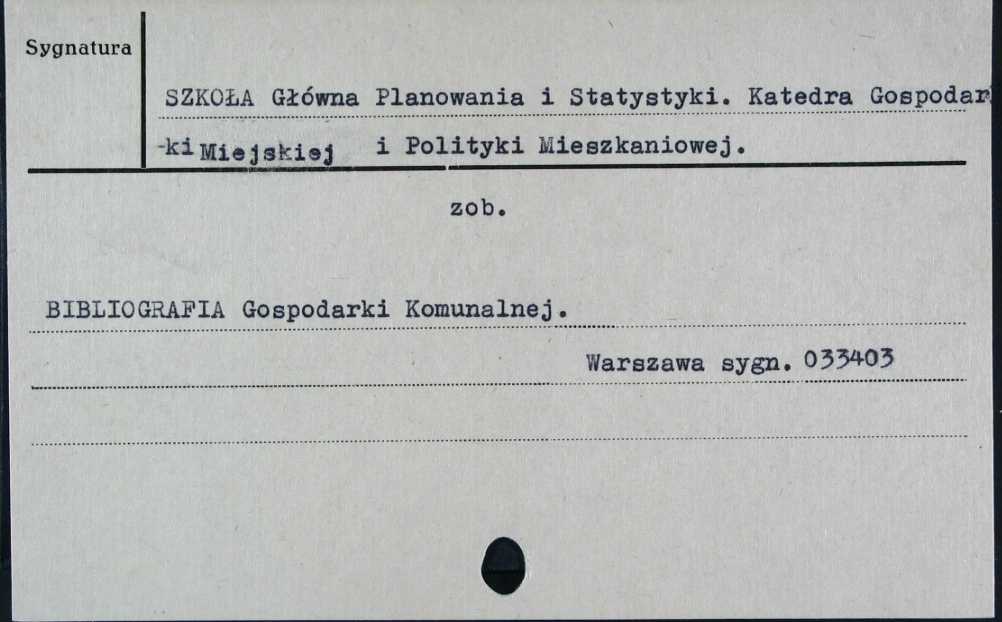 Sygnatura
SZKOŁA Główna Planowania i Statystyki. Katedra Gospodar
-ki Miejskiej i Polityki Mieszkaniowej.
zob.
BIBLIOGRAFIA Gospodarki Komunalnej.
Warszawa sygn. 033403